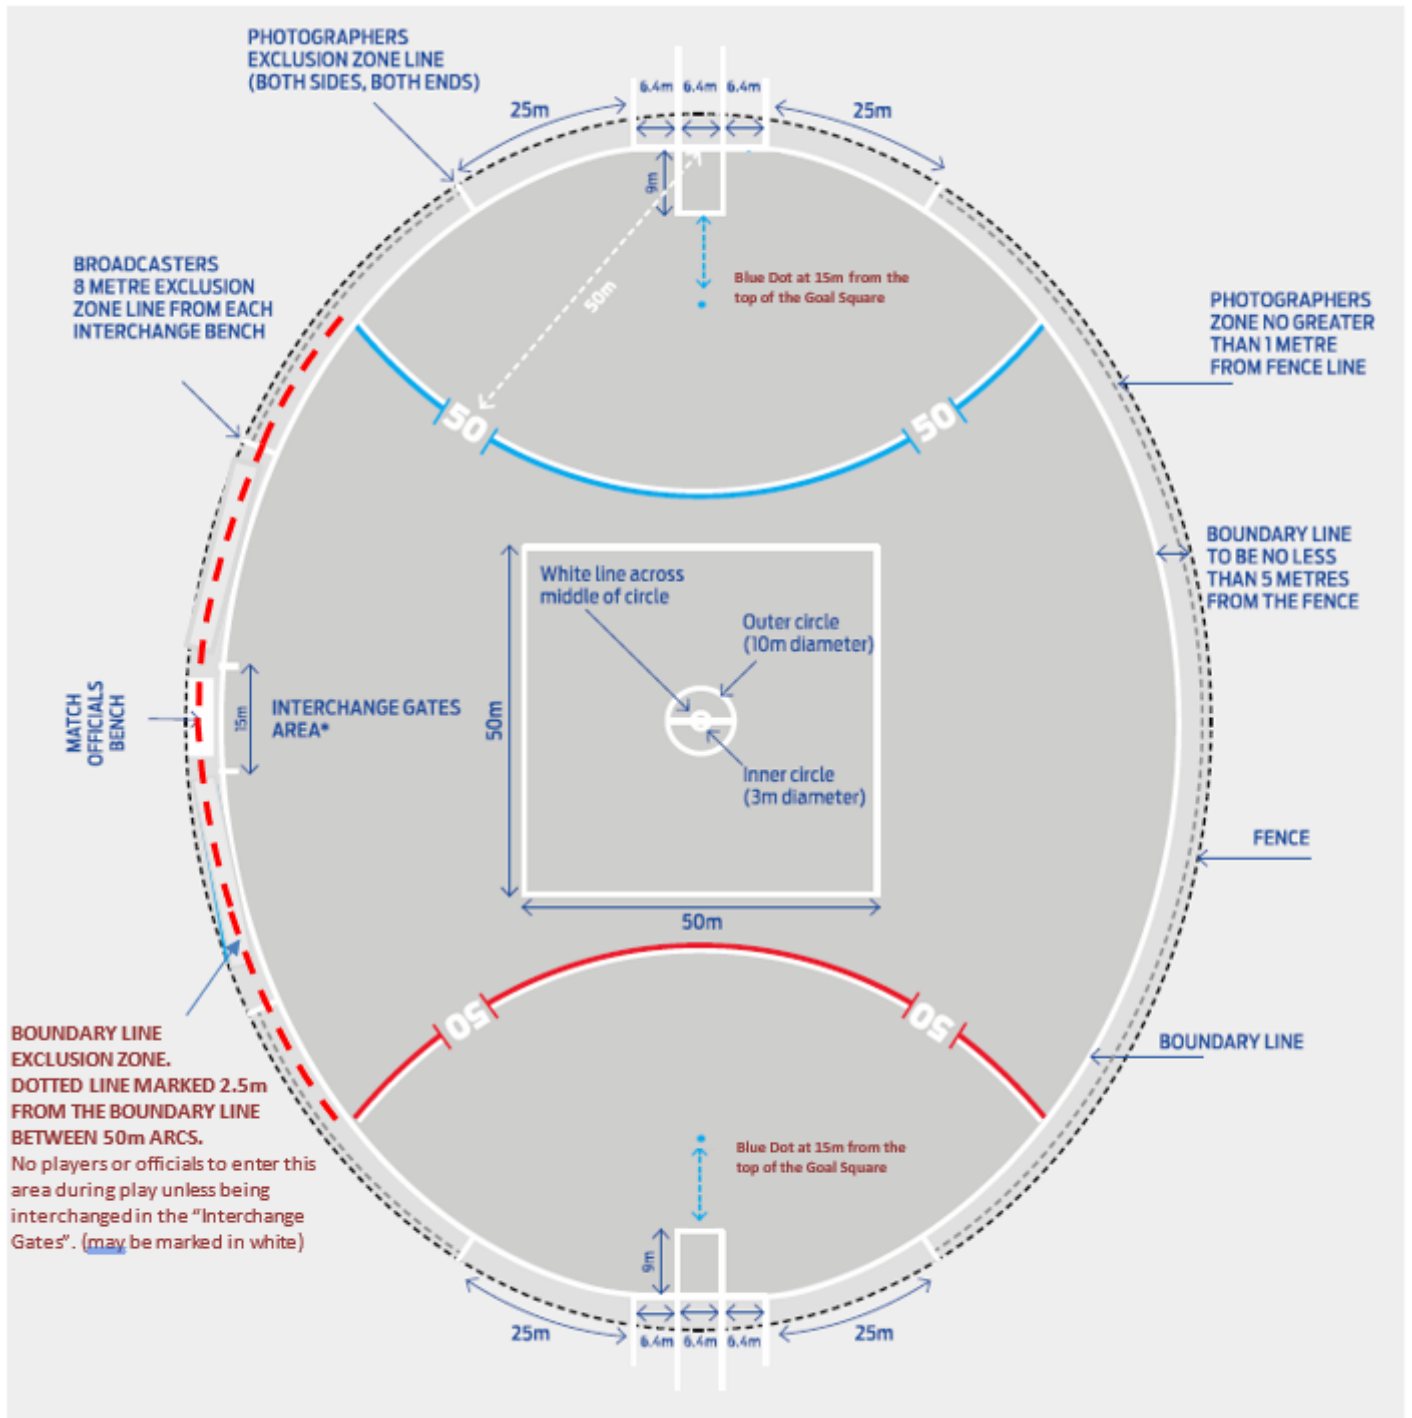 PHOTOGRAPHERS
EXCLUSION ZONE LINE
(BOTH SIDES, BOTH ENDS)
25m
6.4m 6.4m 6.4m
25m
9m
BROADCASTERS
8 METRE EXCLUSION
ZONE LINE FROM EACH
INTERCHANGE BENCH
50m
Blue Dot at 15m from the
top of the Goal Square
PHOTOGRAPHERS
ZONE NO GREATER
THAN 1 METRE
FROM FENCE LINE
50
50
BOUNDARY LINE
TO BE NO LESS
THAN 5 METRES
FROM THE FENCE
White line across
middle of circle
Outer circle
(10m diameter)
MATCH
OFFICIALS
BENCH
15m
INTERCHANGE GATES
AREA*
50m
Inner circle
(3m diameter)
FENCE
50m
50
50
BOUNDARY LINE
BOUNDARY LINE
EXCLUSION ZONE.
DOTTED LINE MARKED 2.5m
FROM THE BOUNDARY LINE
BETWEEN 50m ARCS.
No players or officials to enter this
area during play unless being
interchanged in the “Interchange
Gates”. (may be marked in white)
Blue Dot at 15m from the
top of the Goal Square
9m
25m
6.4m 6.4m 6.4m
25m